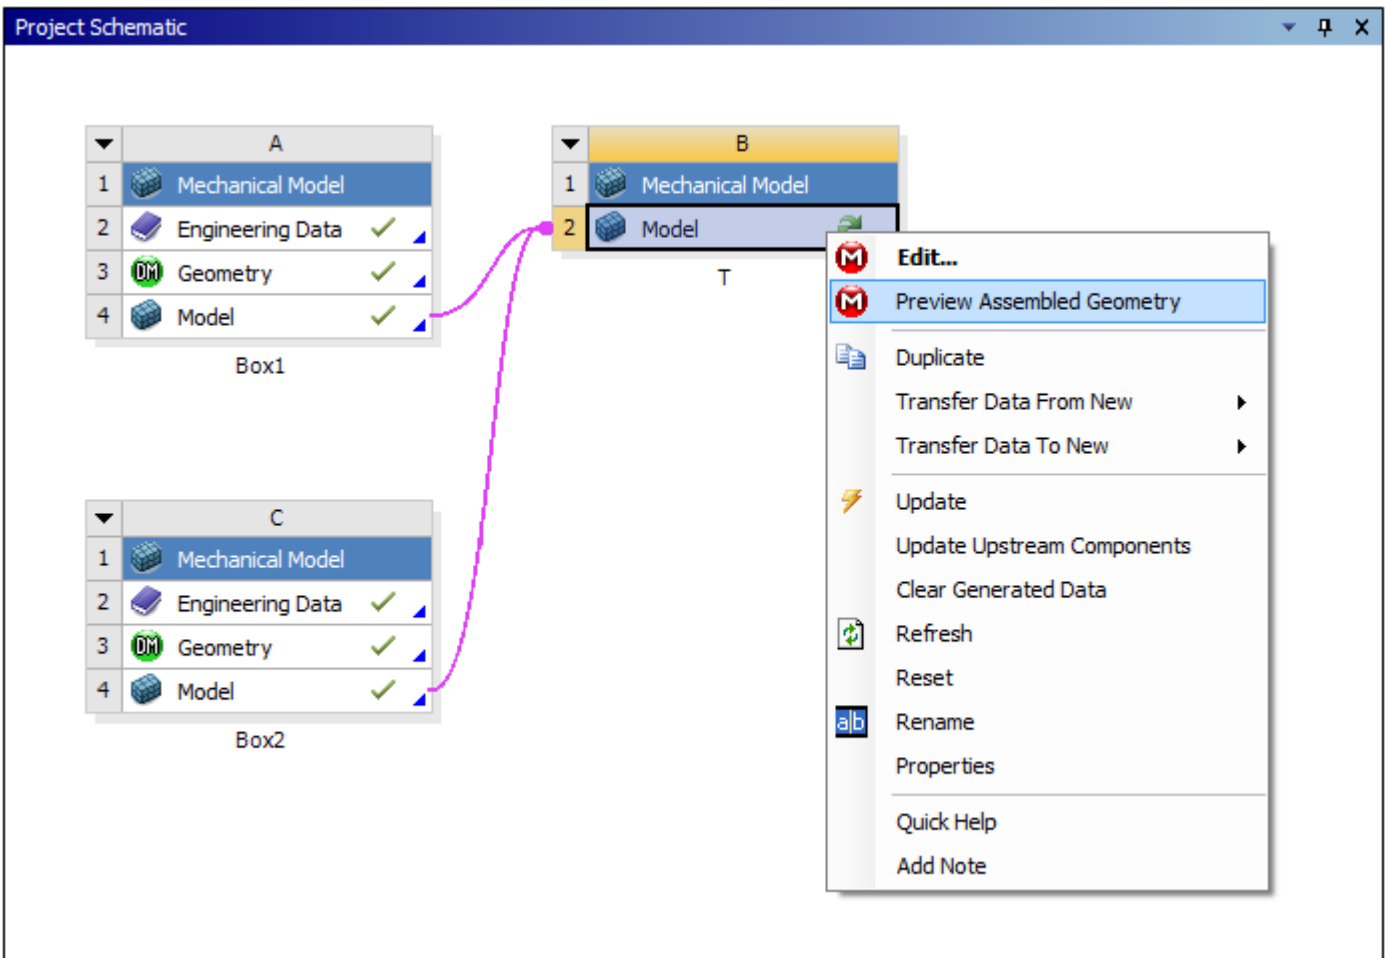 Project Schematic
A
1 Mechanical Model
2 Engineering Data
3 DM Geometry
4 Model
Box1
B
1 Mechanical Model
2 Model
T
C
1 Mechanical Model
2 Engineering Data
3 DM Geometry
4 Model
Box2
M Edit...
M Preview Assembled Geometry
Duplicate
Transfer Data From New
Transfer Data To New
Update
Update Upstream Components
Clear Generated Data
Refresh
Reset
a|b Rename
Properties
Quick Help
Add Note